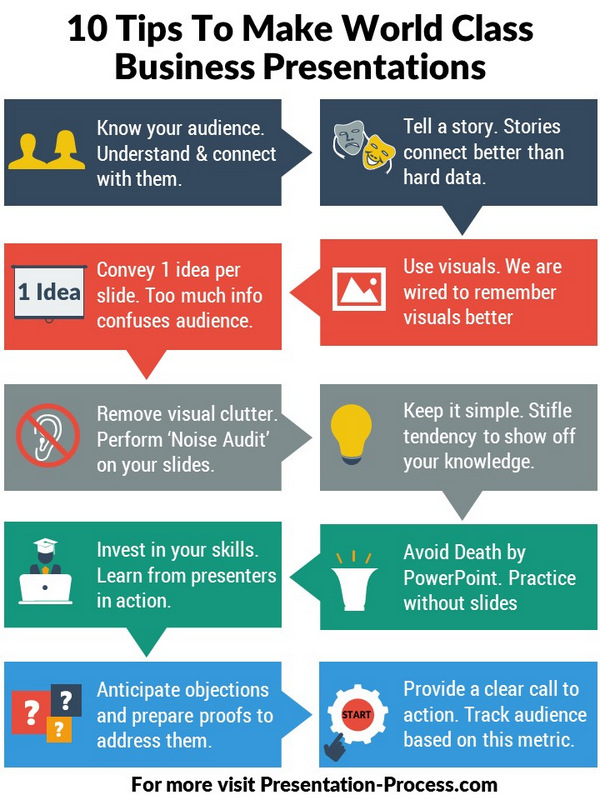 10 Tips To Make World Class
Business Presentations
Know your audience.
Understand & connect
with them.
Tell a story. Stories
connect better than
hard data.
Use visuals. We are
wired to remember
visuals better
1 Idea
Convey 1 idea per
slide. Too much info
confuses audience.
Remove visual clutter.
Perform ‘Noise Audit’
on your slides.
Keep it simple. Stifle
tendency to show off
your knowledge.
Avoid Death by
PowerPoint. Practice
without slides
Invest in your skills.
Learn from presenters
in action.
? ? ?
Anticipate objections
and prepare proofs to
address them.
START
Provide a clear call to
action. Track audience
based on this metric.
For more visit Presentation-Process.com